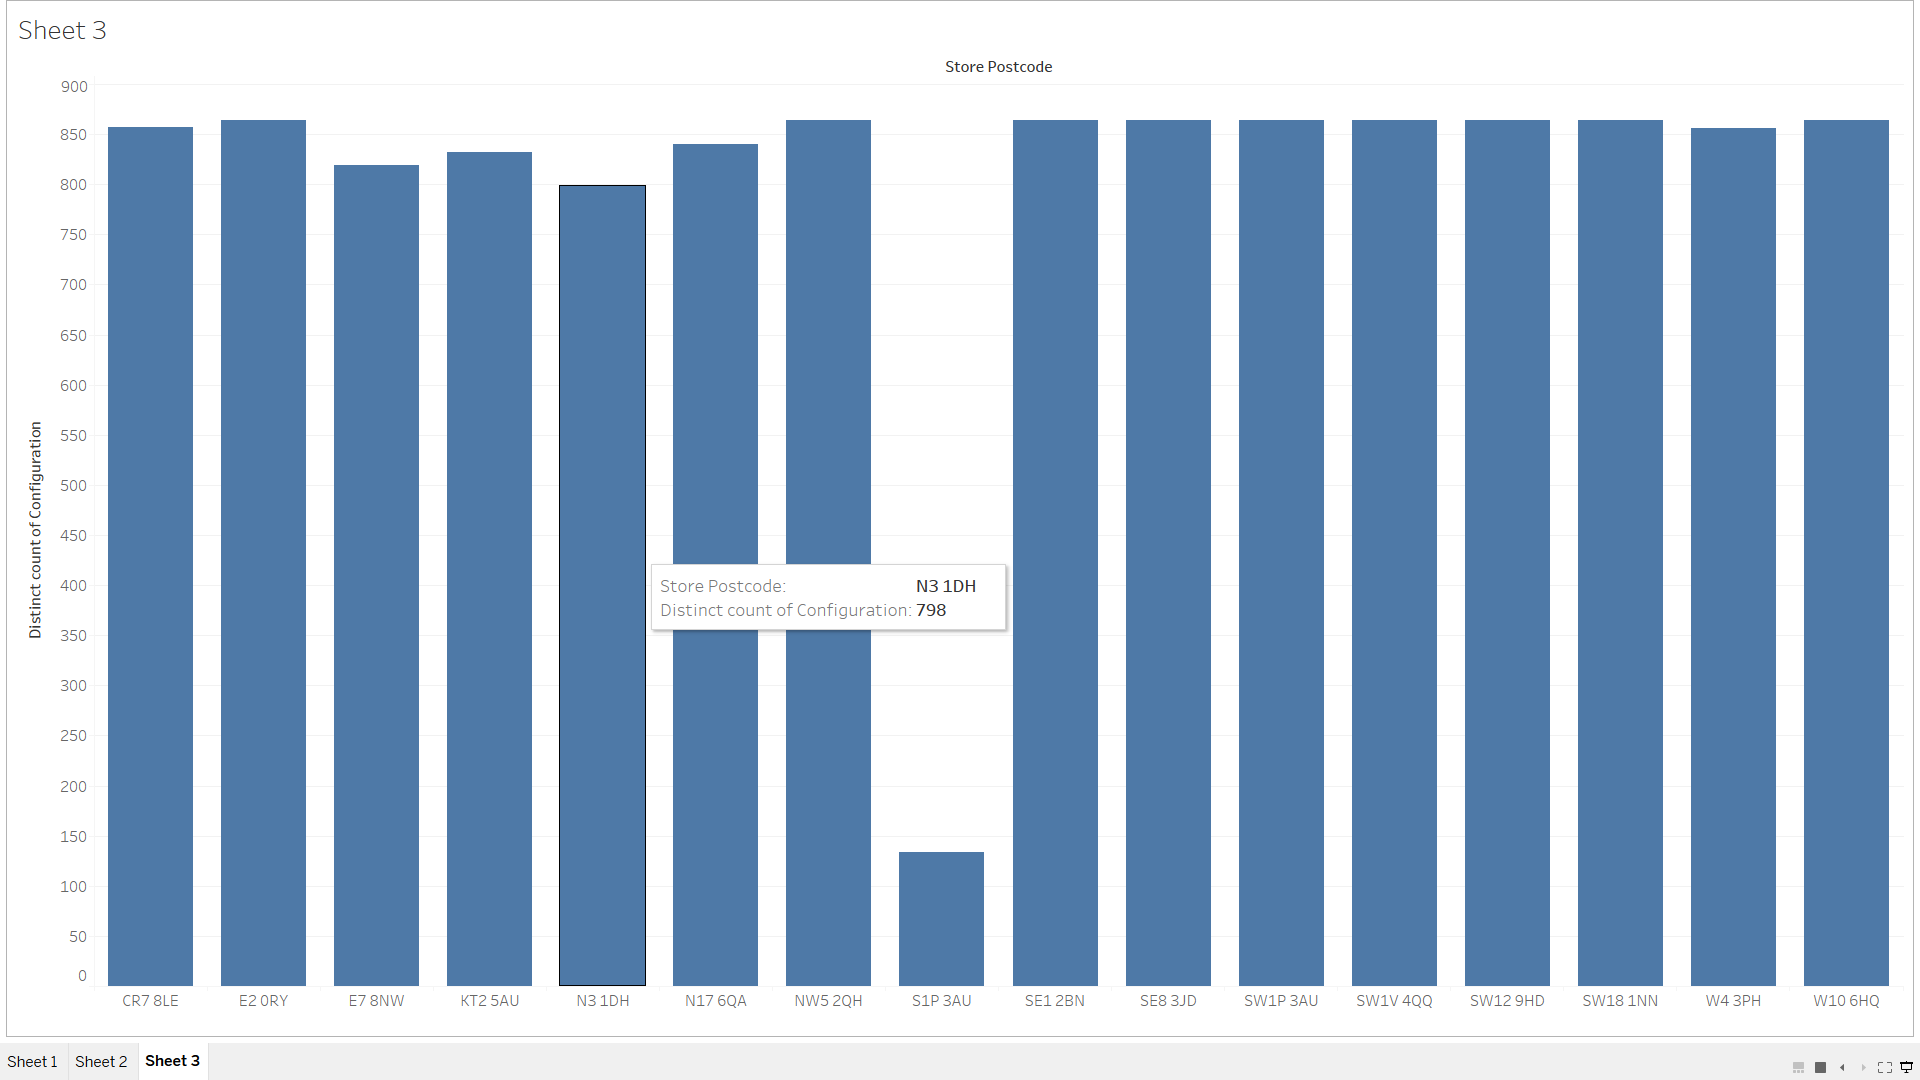 Sheet 3
Store Postcode
900
850
800
750
700
650
600
550
500
450
400
350
300
250
200
150
100
50
0
Distinct count of Configuration
Store Postcode: N3 1DH
Distinct count of Configuration: 798
CR7 8LE E2 0RY E7 8NW KT2 5AU N3 1DH N17 6QA NW5 2QH S1P 3AU SE1 2BN SE8 3JD SW1P 3AU SW1V 4QQ SW12 9HD SW18 1NN W4 3PH W10 6HQ
Sheet 1 Sheet 2 Sheet 3